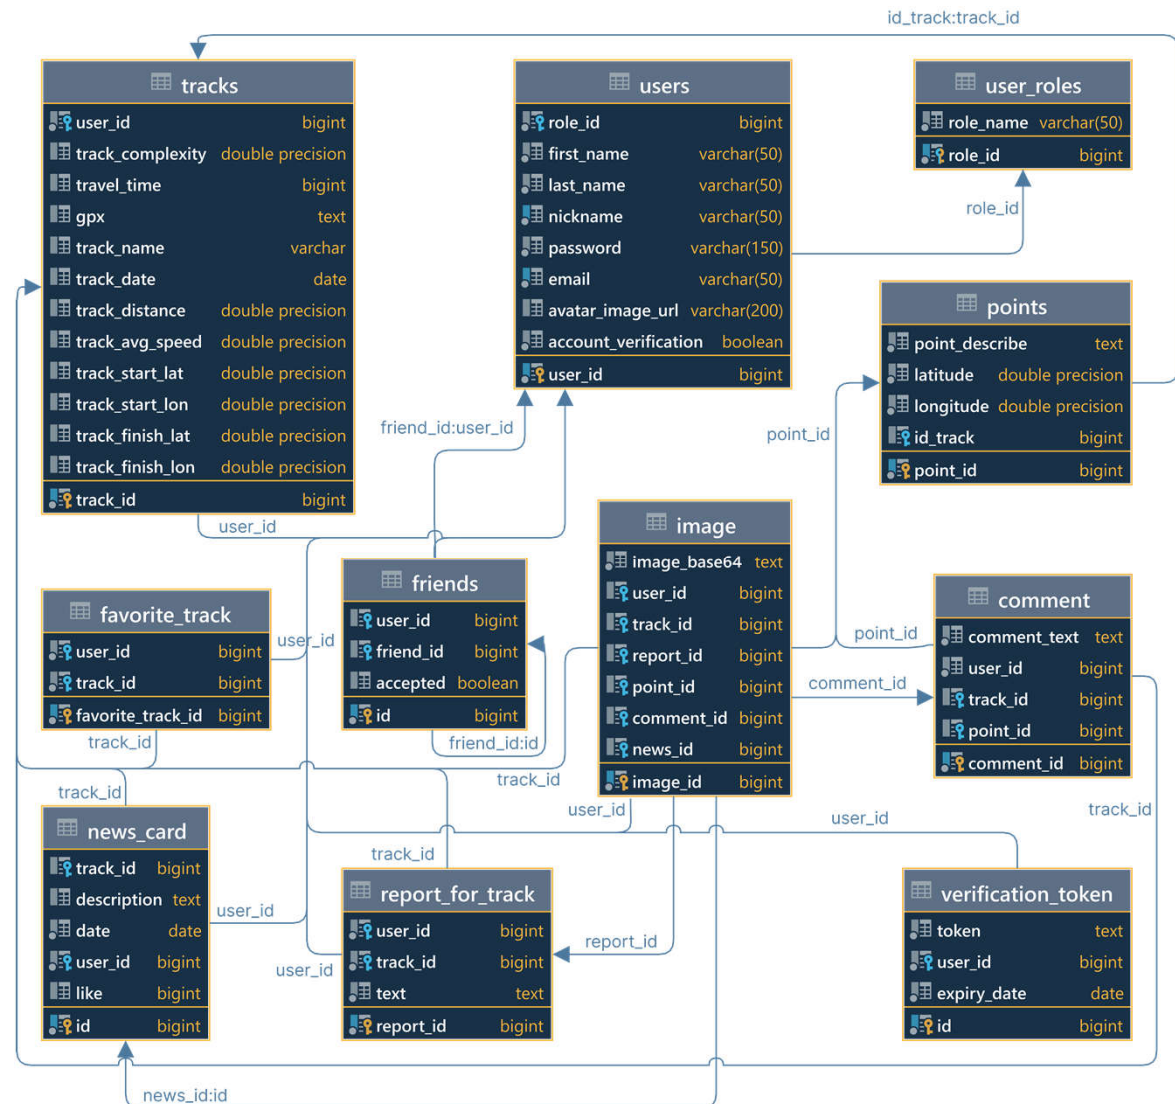 id_track:track_id
tracks
user_id bigint
track_complexity double precision
travel_time bigint
gpx text
track_name varchar
track_date date
track_distance double precision
track_avg_speed double precision
track_start_lat double precision
track_start_lon double precision
track_finish_lat double precision
track_finish_lon double precision
track_id bigint
users
role_id bigint
first_name varchar(50)
last_name varchar(50)
nickname varchar(50)
password varchar(150)
email varchar(50)
avatar_image_url varchar(200)
account_verification boolean
user_id bigint
user_roles
role_name varchar(50)
role_id bigint
role_id
points
point_describe text
latitude double precision
longitude double precision
id_track bigint
point_id bigint
friend_id:user_id
point_id
user_id
image
image_base64 text
user_id bigint
track_id bigint
report_id bigint
point_id bigint
comment_id bigint
news_id bigint
image_id bigint
friends
user_id bigint
friend_id bigint
accepted boolean
id bigint
favorite_track
user_id bigint
track_id bigint
favorite_track_id bigint
user_id
comment
comment_text text
user_id bigint
track_id bigint
point_id bigint
comment_id bigint
point_id
comment_id
track_id
friend_id:id
track_id
track_id
user_id
track_id
news_card
track_id bigint
description text
date date
user_id bigint
like bigint
id bigint
user_id
track_id
report_for_track
user_id bigint
track_id bigint
text text
report_id bigint
user_id
report_id
user_id
verification_token
token text
user_id bigint
expiry_date date
id bigint
news_id:id